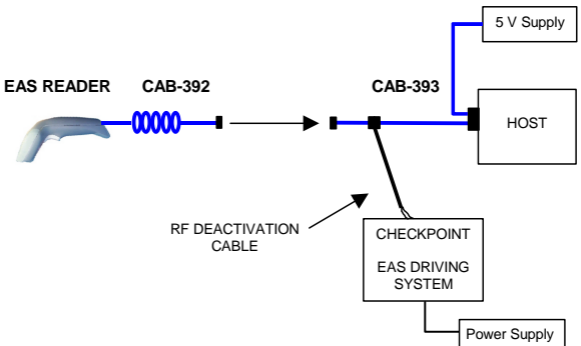 5 V Supply
EAS READER
CAB-392
CAB-393
HOST
RF DEACTIVATION
CABLE
CHECKPOINT
EAS DRIVING
SYSTEM
Power Supply